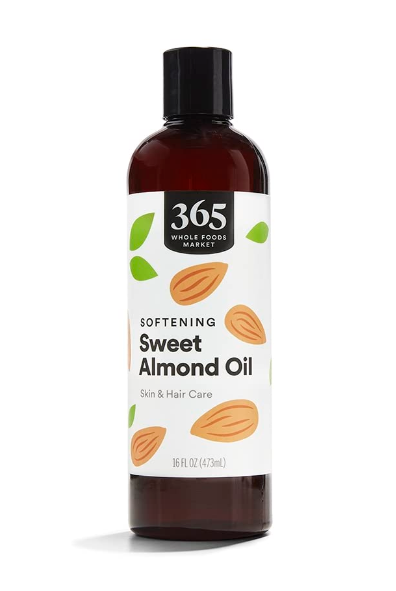 365
WHOLE FOODS
MARKET
SOFTENING
Sweet
Almond Oil
Skin & Hair Care
16 FL OZ (473mL)